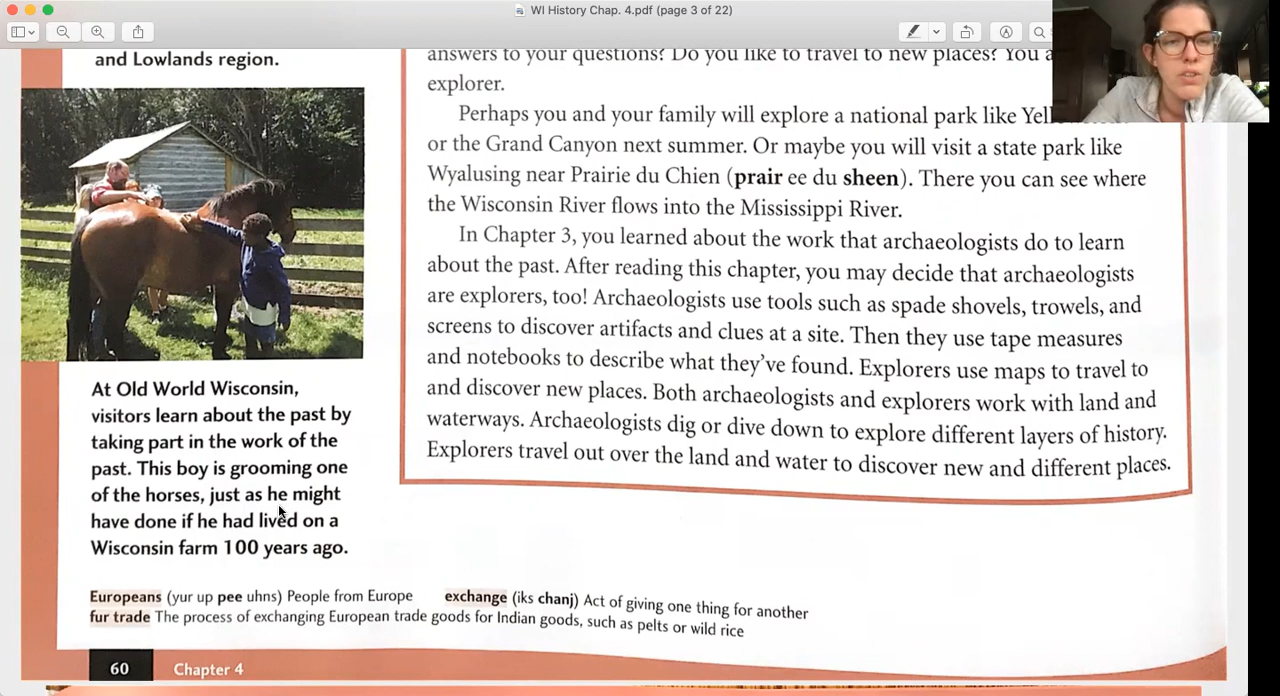 WI History Chap. 4.pdf (page 3 of 22)
and Lowlands region.
answers to your questions? Do you like to travel to new places? You a
explorer.
Perhaps you and your family will explore a national park like Yel
or the Grand Canyon next summer. Or maybe you will visit a state park like
Wyalusing near Prairie du Chien (prair ee du sheen). There you can see where
the Wisconsin River flows into the Mississippi River.
In Chapter 3, you learned about the work that archaeologists do to learn
about the past. After reading this chapter, you may decide that archaeologists
are explorers, too! Archaeologists use tools such as spade shovels, trowels, and
screens to discover artifacts and clues at a site. Then they use tape measures
and notebooks to describe what they've found. Explorers use maps to travel to
and discover new places. Both archaeologists and explorers work with land and
waterways. Archaeologists dig or dive down to explore different layers of history.
Explorers travel out over the land and water to discover new and different places.
At Old World Wisconsin,
visitors learn about the past by
taking part in the work of the
past. This boy is grooming one
of the horses, just as he might
have done if he had lived on a
Wisconsin farm 100 years ago.
Europeans (yur up pee uhns) People from Europe exchange (iks chanj) Act of giving one thing for another
fur trade The process of exchanging European trade goods for Indian goods, such as pelts or wild rice
60 Chapter 4